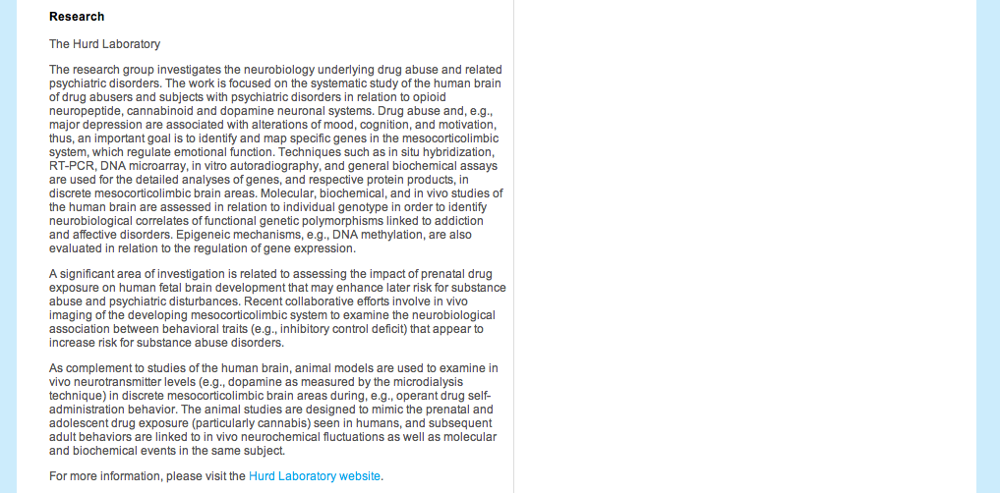 Research
The Hurd Laboratory
The research group investigates the neurobiology underlying drug abuse and related
psychiatric disorders. The work is focused on the systematic study of the human brain
of drug abusers and subjects with psychiatric disorders in relation to opioid
neuropeptide, cannabinoid and dopamine neuronal systems. Drug abuse and, e.g.,
major depression are associated with alterations of mood, cognition, and motivation,
thus, an important goal is to identify and map specific genes in the mesocorticolimbic
system, which regulate emotional function. Techniques such as in situ hybridization,
RT-PCR, DNA microarray, in vitro autoradiography, and general biochemical assays
are used for the detailed analyses of genes, and respective protein products, in
discrete mesocorticolimbic brain areas. Molecular, biochemical, and in vivo studies of
the human brain are assessed in relation to individual genotype in order to identify
neurobiological correlates of functional genetic polymorphisms linked to addiction
and affective disorders. Epigeneic mechanisms, e.g., DNA methylation, are also
evaluated in relation to the regulation of gene expression.
A significant area of investigation is related to assessing the impact of prenatal drug
exposure on human fetal brain development that may enhance later risk for substance
abuse and psychiatric disturbances. Recent collaborative efforts involve in vivo
imaging of the developing mesocorticolimbic system to examine the neurobiological
association between behavioral traits (e.g., inhibitory control deficit) that appear to
increase risk for substance abuse disorders.
As complement to studies of the human brain, animal models are used to examine in
vivo neurotransmitter levels (e.g., dopamine as measured by the microdialysis
technique) in discrete mesocorticolimbic brain areas during, e.g., operant drug self-
administration behavior. The animal studies are designed to mimic the prenatal and
adolescent drug exposure (particularly cannabis) seen in humans, and subsequent
adult behaviors are linked to in vivo neurochemical fluctuations as well as molecular
and biochemical events in the same subject.
For more information, please visit the Hurd Laboratory website.